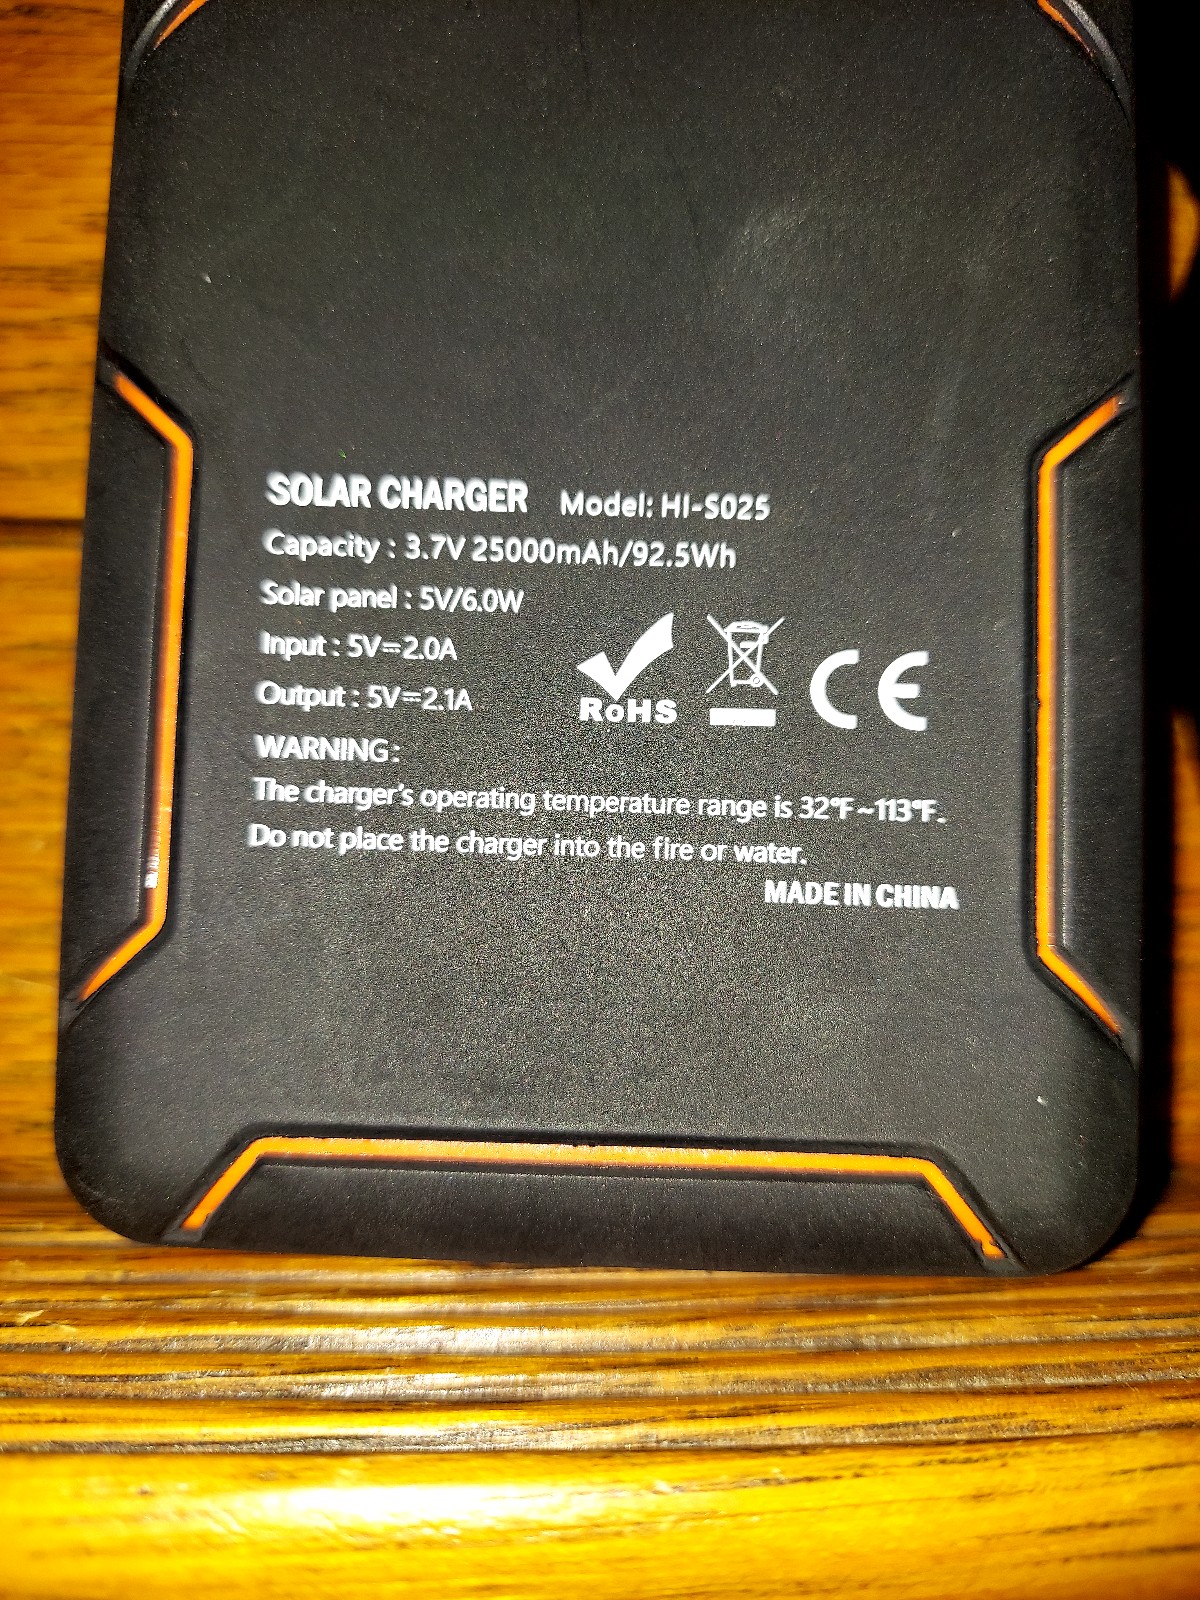 SOLAR CHARGER Model: HI-S025
Capacity : 3.7V 25000mAh/92.5Wh
Solar panel : 5V/6.0W
Input : 5V=2.0A
Output : 5V=2.1A
RoHS CE
WARNING:
The charger's operating temperature range is 32°F~113°F.
Do not place the charger into the fire or water.
MADE IN CHINA